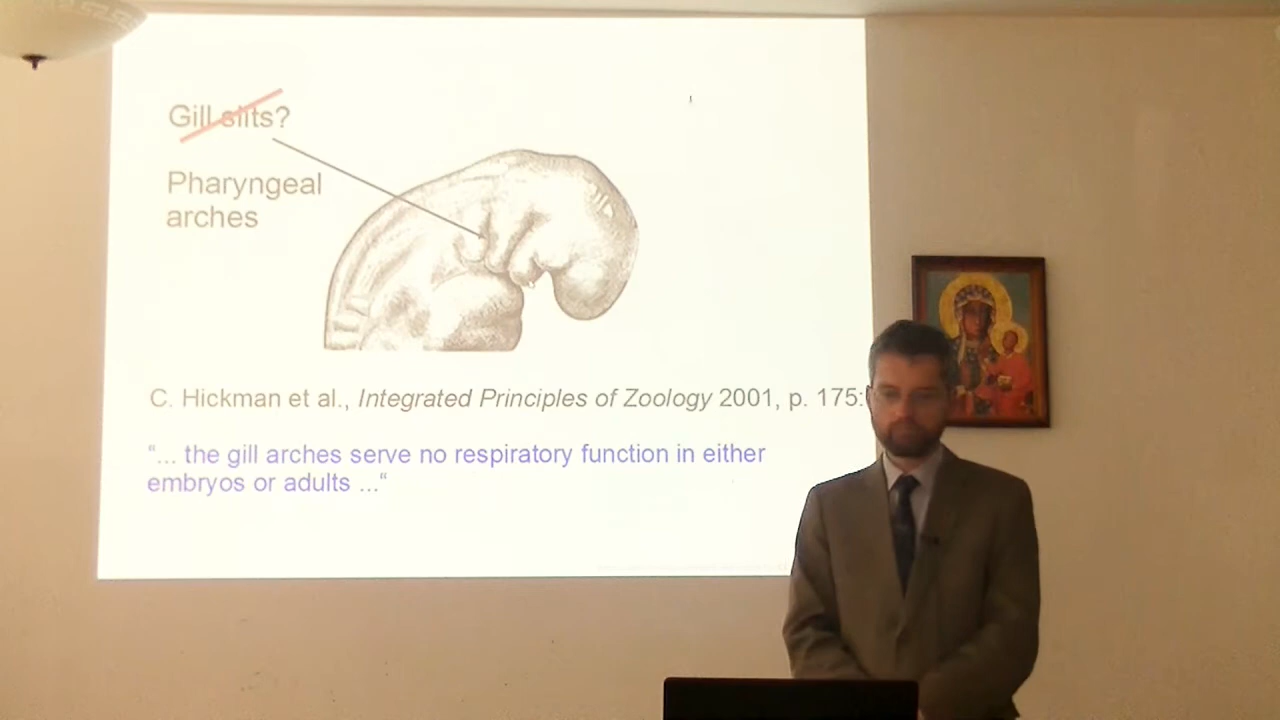 Gill slits?
Pharyngeal
arches
C. Hickman et al., Integrated Principles of Zoology 2001, p. 175:
“... the gill arches serve no respiratory function in either
embryos or adults ...“